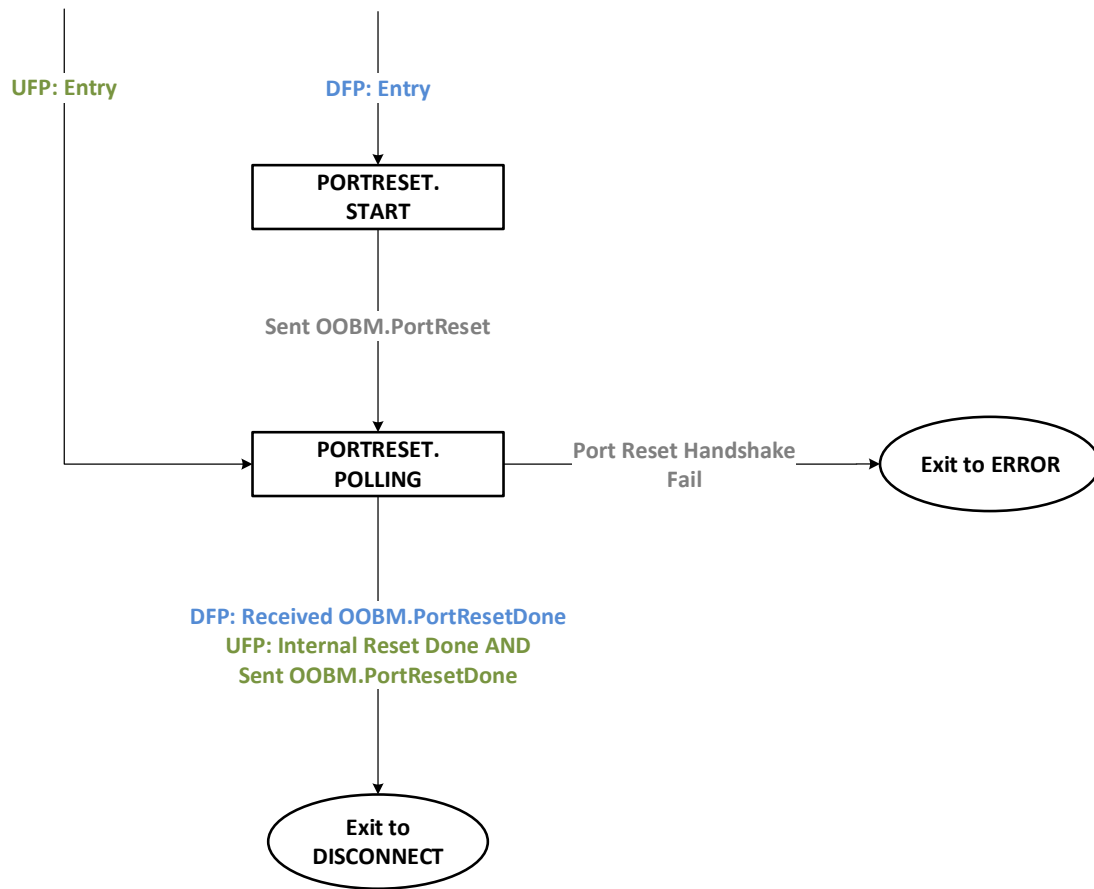 UFP: Entry
DFP: Entry
PORTRESET.
START
Sent OOBM.PortReset
PORTRESET.
POLLING
Port Reset Handshake
Fail
Exit to ERROR
DFP: Received OOBM.PortResetDone
UFP: Internal Reset Done AND
Sent OOBM.PortResetDone
Exit to
DISCONNECT